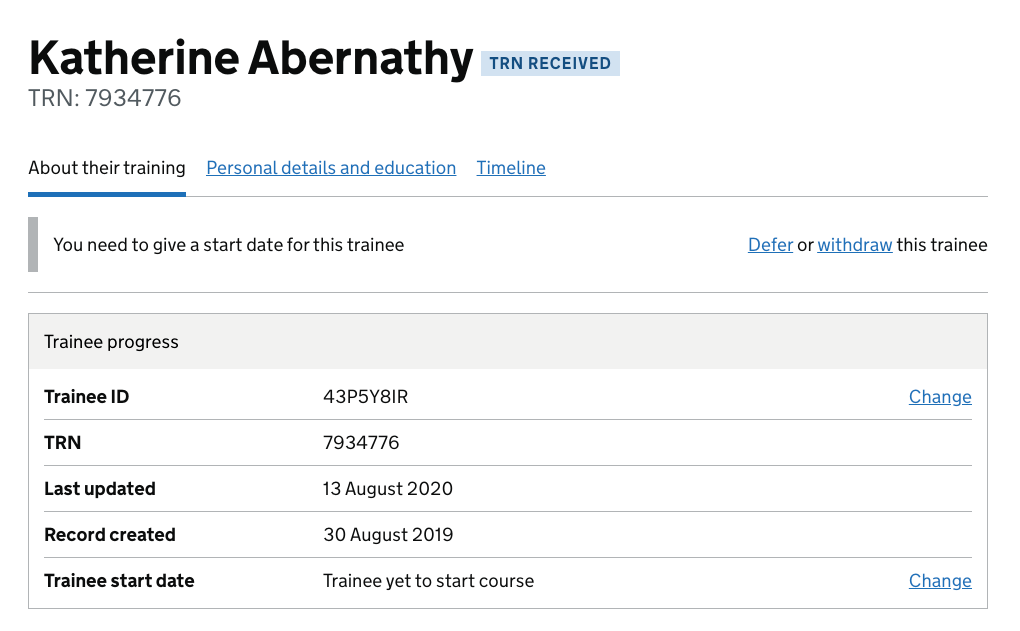 Katherine Abernathy TRN RECEIVED
TRN: 7934776
About their training Personal details and education Timeline
You need to give a start date for this trainee Defer or withdraw this trainee
Trainee progress
Trainee ID 43P5Y8IR Change
TRN 7934776
Last updated 13 August 2020
Record created 30 August 2019
Trainee start date Trainee yet to start course Change